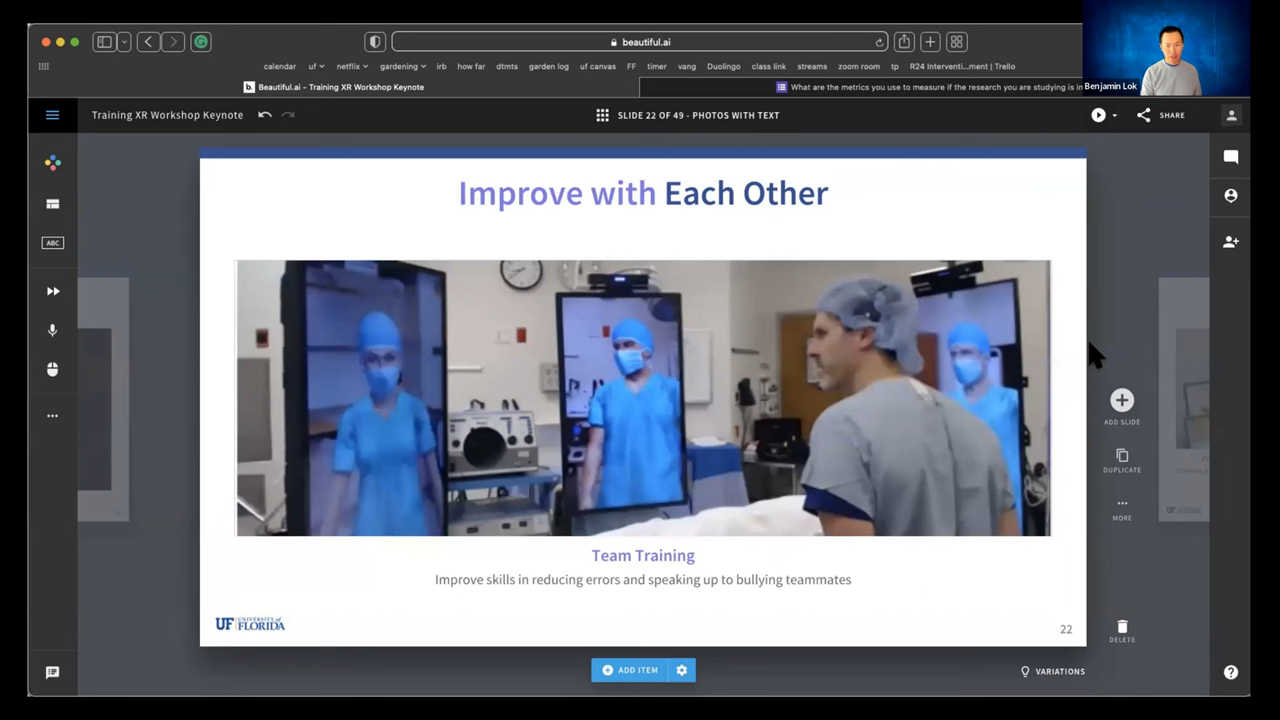 beautiful.ai
calendar uf netflix gardening irb how far dtmts garden log uf canvas FF timer vang Duolingo class link streams zoom room tp R24 Interventi...ment | Trello
b. Beautiful.ai - Training XR Workshop Keynote
What are the metrics you use to measure if the research you are studying is in
Benjamin Lok
Training XR Workshop Keynote
SLIDE 22 OF 49 - PHOTOS WITH TEXT
SHARE
ABC
Improve with Each Other
ADD SLIDE
DUPLICATE
MORE
Team Training
Improve skills in reducing errors and speaking up to bullying teammates
UF UNIVERSITY of FLORIDA
22
DELETE
ADD ITEM
VARIATIONS